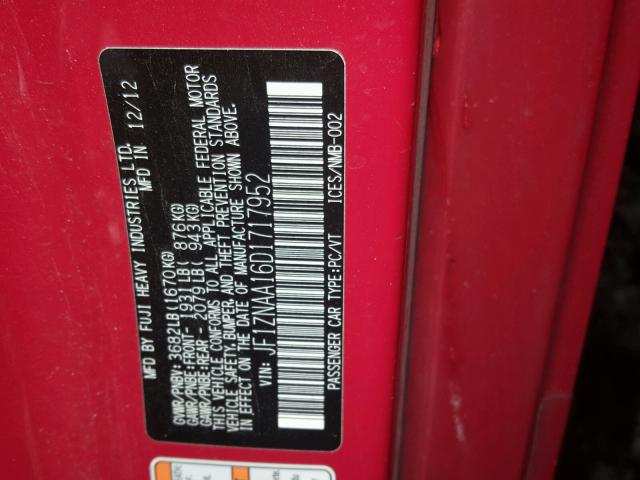 MFD BY FUJI HEAVY INDUSTRIES LTD.
MFD IN 12/12
GVWR/PNBV: 3682LB(1670KG)
GAWR/PNBE:FRONT- 1931LB( 876KG)
GAWR/PNBE:REAR- 2079LB( 943KG)
THIS VEHICLE CONFORMS TO ALL APPLICABLE FEDERAL MOTOR
VEHICLE SAFETY,BUMPER,AND THEFT PREVENTION STANDARDS
IN EFFECT ON THE DATE OF MANUFACTURE SHOWN ABOVE.
VIN: JF1ZNAA16D1717952
PASSENGER CAR TYPE:PC/VT ICES/NMB-002